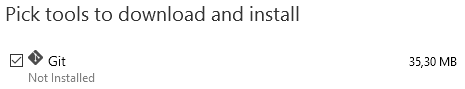 Pick tools to download and install
Git 35,30 MB
Not Installed